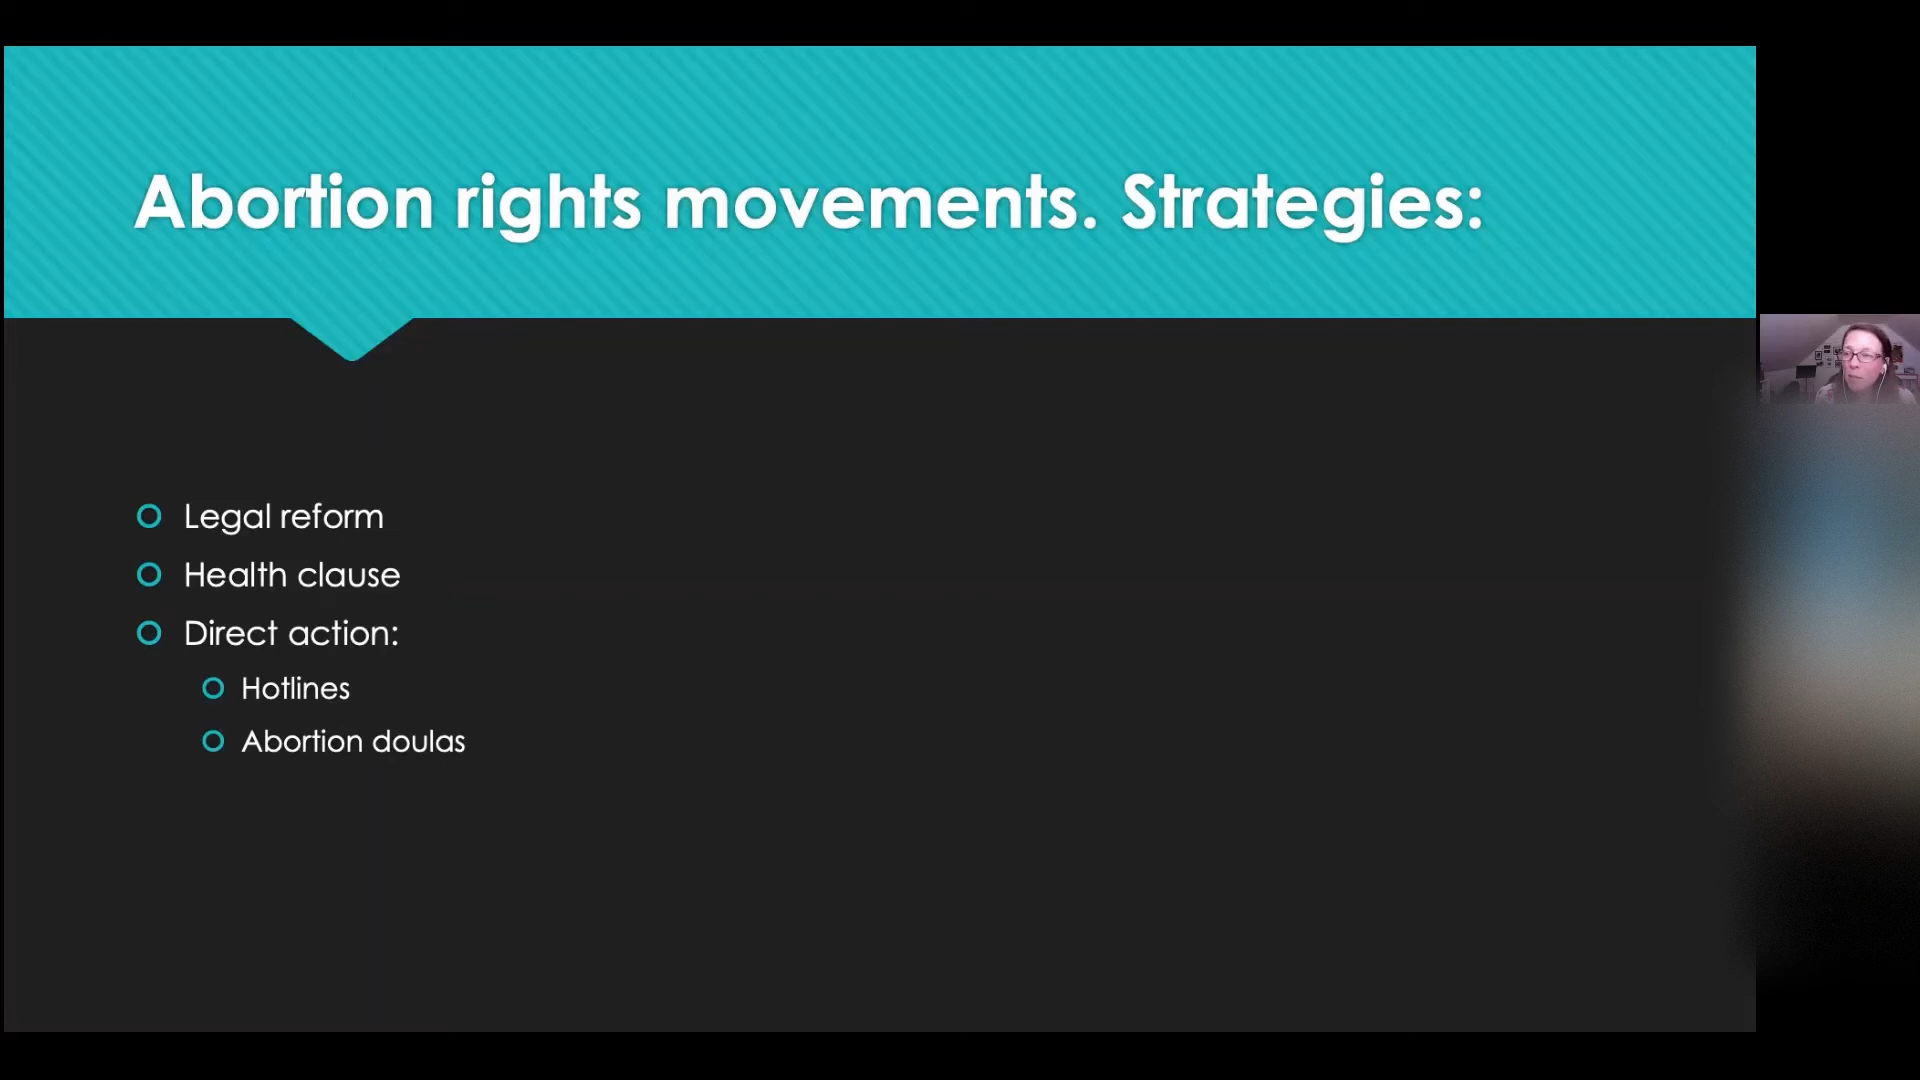 Abortion rights movements. Strategies:
Legal reform
Health clause
Direct action:
Hotlines
Abortion doulas